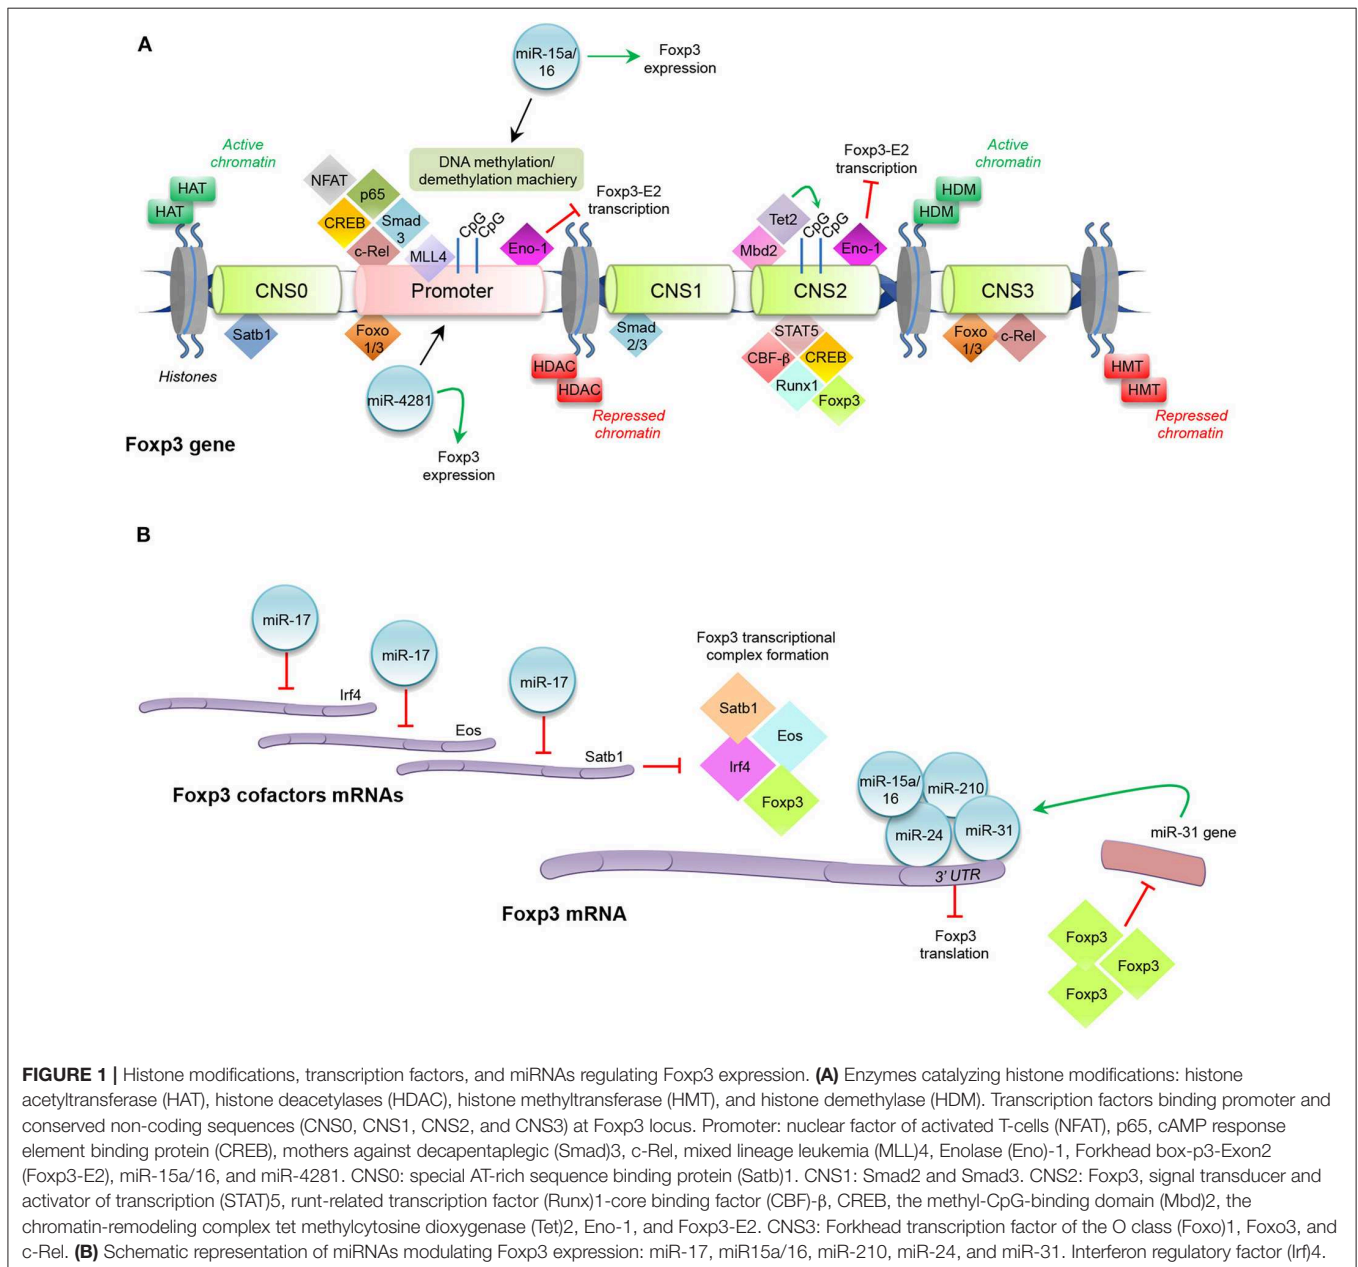 A
miR-15a/
16
Foxp3
expression
Active
chromatin
HAT
HAT
NFAT
p65
CREB
Smad
3
c-Rel
MLL4
DNA methylation/
demethylation machiery
CpG
CpG
Eno-1
Foxp3-E2
transcription
Tet2
Mbd2
CpG
CpG
Eno-1
Foxp3-E2
transcription
Active
chromatin
HDM
HDM
CNS0
Promoter
CNS1
CNS2
CNS3
Satb1
Foxo
1/3
Smad
2/3
STAT5
CBF-β
CREB
Runx1
Foxp3
Foxo
1/3
c-Rel
Histones
miR-4281
HDAC
HDAC
Repressed
chromatin
HMT
HMT
Repressed
chromatin
Foxp3 gene
Foxp3
expression
B
miR-17
miR-17
miR-17
Irf4
Eos
Satb1
Foxp3 cofactors mRNAs
Foxp3 transcriptional
complex formation
Satb1
Eos
Irf4
Foxp3
miR-15a/
16
miR-210
miR-24
miR-31
miR-31 gene
3' UTR
Foxp3 mRNA
Foxp3
translation
Foxp3
Foxp3
Foxp3
FIGURE 1 | Histone modifications, transcription factors, and miRNAs regulating Foxp3 expression. (A) Enzymes catalyzing histone modifications: histone
acetyltransferase (HAT), histone deacetylases (HDAC), histone methyltransferase (HMT), and histone demethylase (HDM). Transcription factors binding promoter and
conserved non-coding sequences (CNS0, CNS1, CNS2, and CNS3) at Foxp3 locus. Promoter: nuclear factor of activated T-cells (NFAT), p65, cAMP response
element binding protein (CREB), mothers against decapentaplegic (Smad)3, c-Rel, mixed lineage leukemia (MLL)4, Enolase (Eno)-1, Forkhead box-p3-Exon2
(Foxp3-E2), miR-15a/16, and miR-4281. CNS0: special AT-rich sequence binding protein (Satb)1. CNS1: Smad2 and Smad3. CNS2: Foxp3, signal transducer and
activator of transcription (STAT)5, runt-related transcription factor (Runx)1-core binding factor (CBF)-β, CREB, the methyl-CpG-binding domain (Mbd)2, the
chromatin-remodeling complex tet methylcytosine dioxygenase (Tet)2, Eno-1, and Foxp3-E2. CNS3: Forkhead transcription factor of the O class (Foxo)1, Foxo3, and
c-Rel. (B) Schematic representation of miRNAs modulating Foxp3 expression: miR-17, miR15a/16, miR-210, miR-24, and miR-31. Interferon regulatory factor (Irf)4.